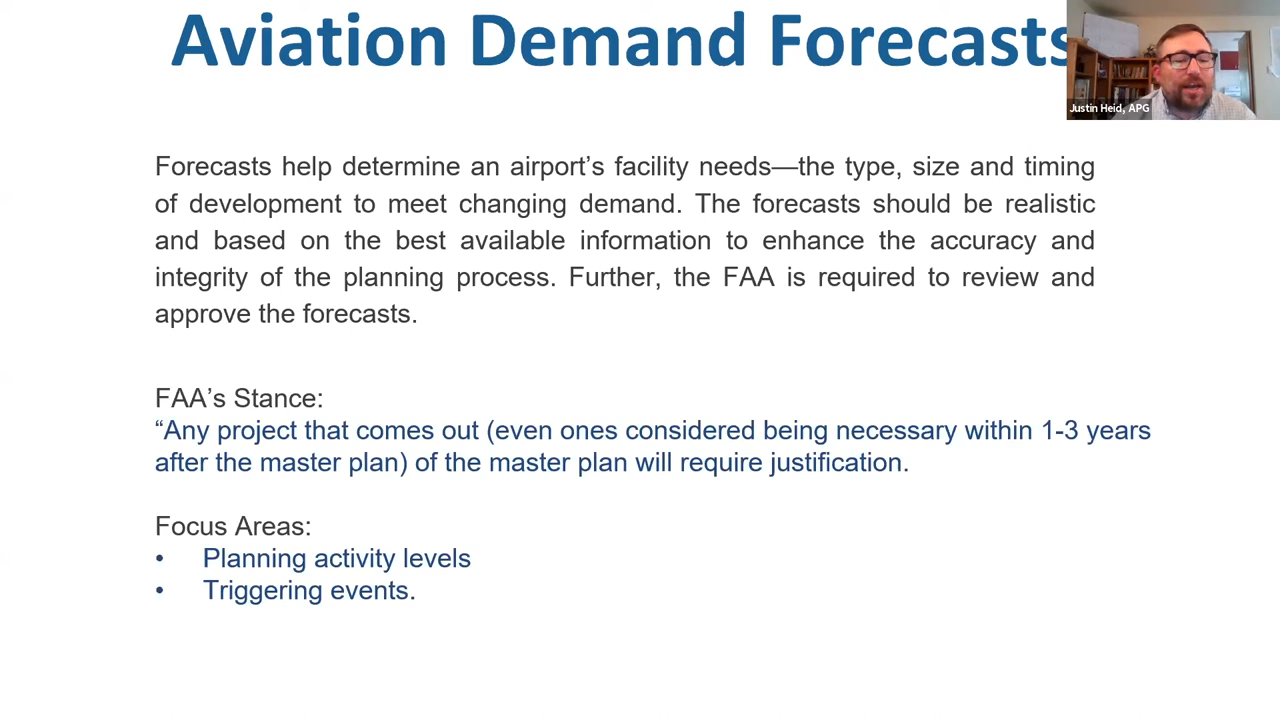 Aviation Demand Forecasts
Justin Heid, APG
Forecasts help determine an airport’s facility needs—the type, size and timing
of development to meet changing demand. The forecasts should be realistic
and based on the best available information to enhance the accuracy and
integrity of the planning process. Further, the FAA is required to review and
approve the forecasts.
FAA’s Stance:
“Any project that comes out (even ones considered being necessary within 1-3 years
after the master plan) of the master plan will require justification.
Focus Areas:
• Planning activity levels
• Triggering events.